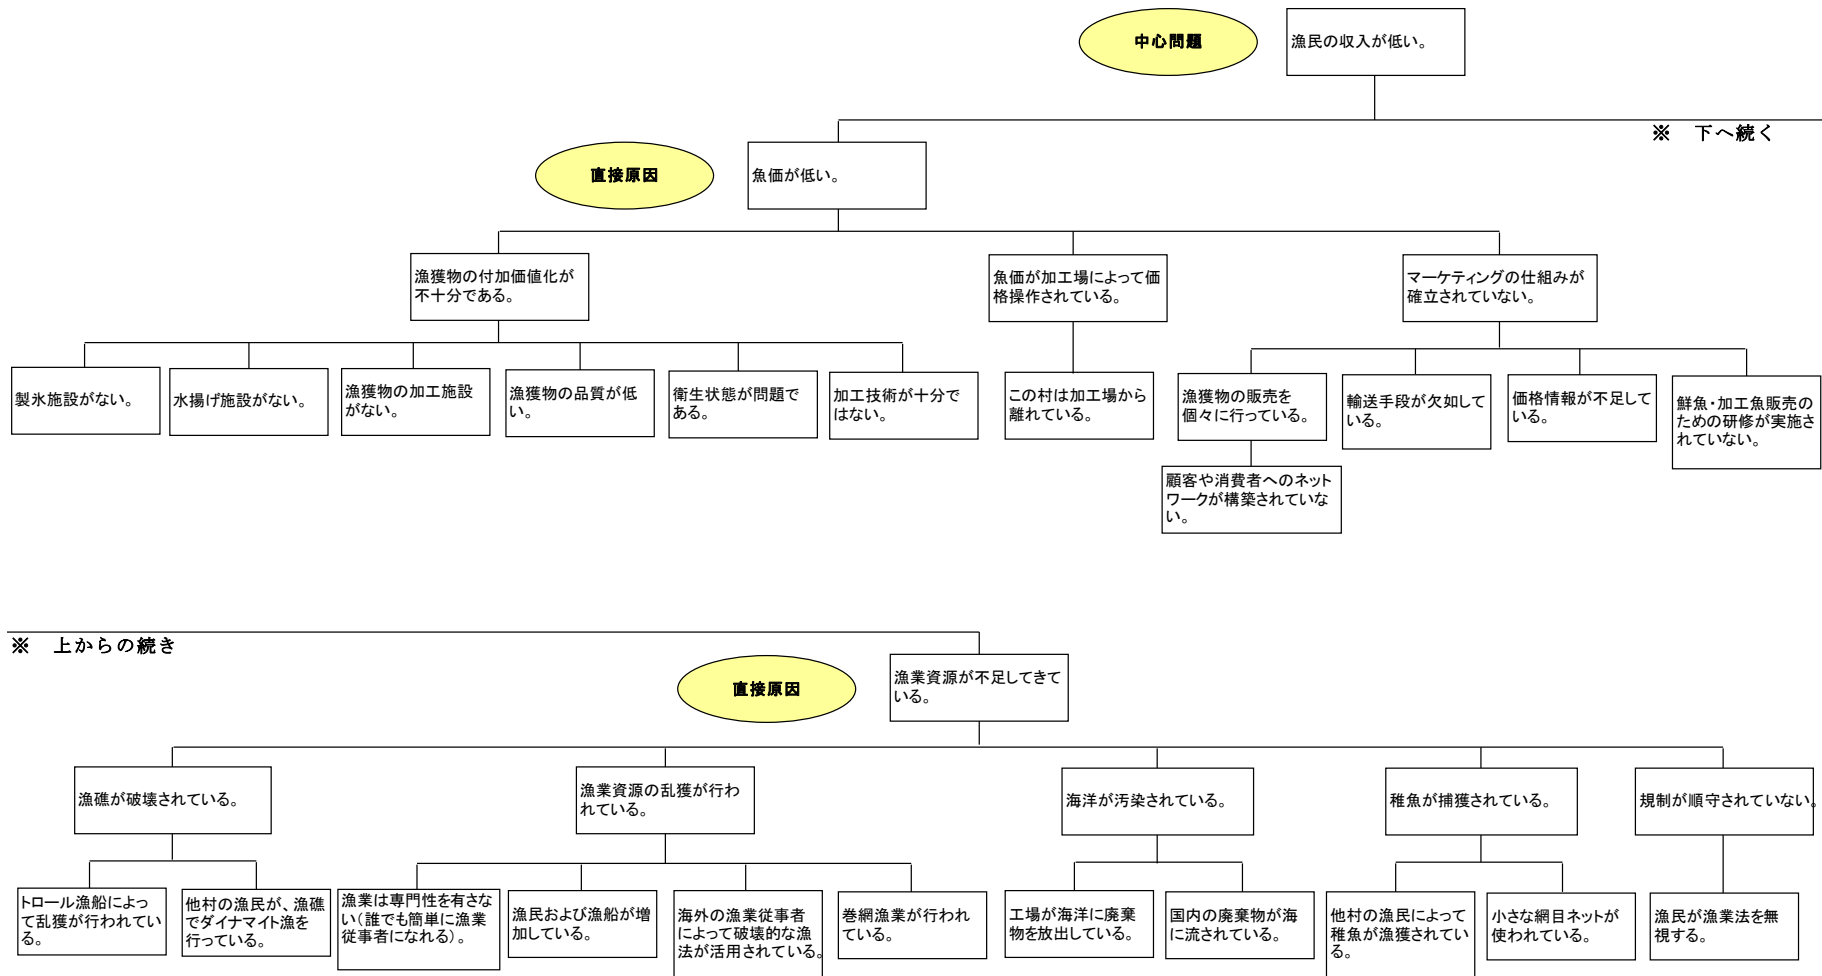 中心問題
漁民の収入が低い。
※　下へ続く
直接原因
魚価が低い。
漁獲物の付加価値化が
不十分である。
魚価が加工場によって価
格操作されている。
マーケティングの仕組みが
確立されていない。
製氷施設がない。
水揚げ施設がない。
漁獲物の加工施設
がない。
漁獲物の品質が低
い。
衛生状態が問題で
ある。
加工技術が十分で
はない。
この村は加工場から
離れている。
漁獲物の販売を
個々に行っている。
輸送手段が欠如して
いる。
価格情報が不足して
いる。
鮮魚・加工魚販売の
ための研修が実施さ
れていない。
顧客や消費者へのネット
ワークが構築されていな
い。
※　上からの続き
直接原因
漁業資源が不足してきて
いる。
漁礁が破壊されている。
漁業資源の乱獲が行わ
れている。
海洋が汚染されている。
稚魚が捕獲されている。
規制が順守されていない。
トロール漁船によっ
て乱獲が行われてい
る。
他村の漁民が、漁礁
でダイナマイト漁を
行っている。
漁業は専門性を有さな
い（誰でも簡単に漁業
従事者になれる）。
漁民および漁船が増
加している。
海外の漁業従事者
によって破壊的な漁
法が活用されている。
巻網漁業が行われ
ている。
工場が海洋に廃棄
物を放出している。
国内の廃棄物が海
に流されている。
他村の漁民によって
稚魚が漁獲されてい
る。
小さな網目ネットが
使われている。
漁民が漁業法を無
視する。